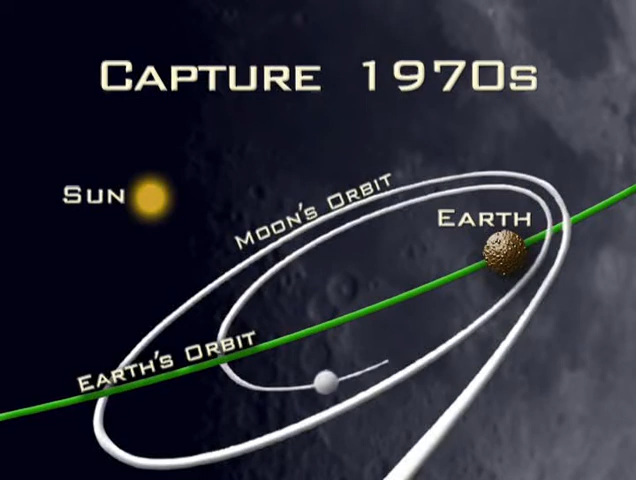 Capture 1970s
Sun
Moon's Orbit
Earth
Earth's Orbit